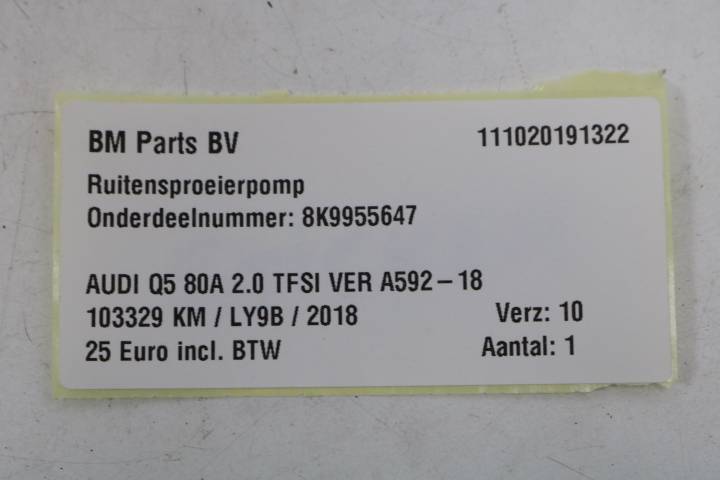 BM Parts BV 111020191322
Ruitensproeierpomp
Onderdeelnummer: 8K9955647
AUDI Q5 80A 2.0 TFSI VER A592-18
103329 KM / LY9B / 2018 Verz: 10
25 Euro incl. BTW Aantal: 1